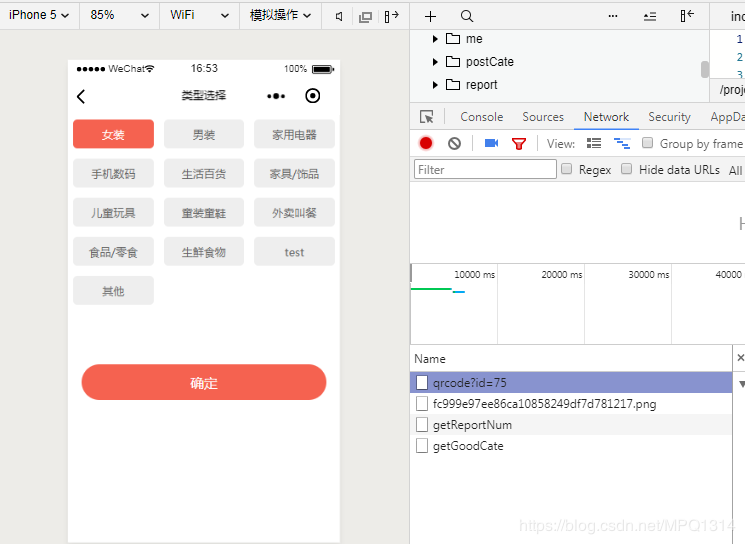 iPhone 5 85% WiFi 模拟操作
inc
me
postCate
report
1
2
3
/proje
WeChat 16:53 100%
类型选择
女装 男装 家用电器
手机数码 生活百货 家具/饰品
儿童玩具 童装童鞋 外卖叫餐
食品/零食 生鲜食物 test
其他
确定
Console Sources Network Security AppDa
View: Group by frame
Filter Regex Hide data URLs All
H
10000 ms 20000 ms 30000 ms 40000
Name
qrcode?id=75
fc999e97ee86ca10858249df7d781217.png
getReportNum
getGoodCate
https://blog.csdn.net/MPQ1314